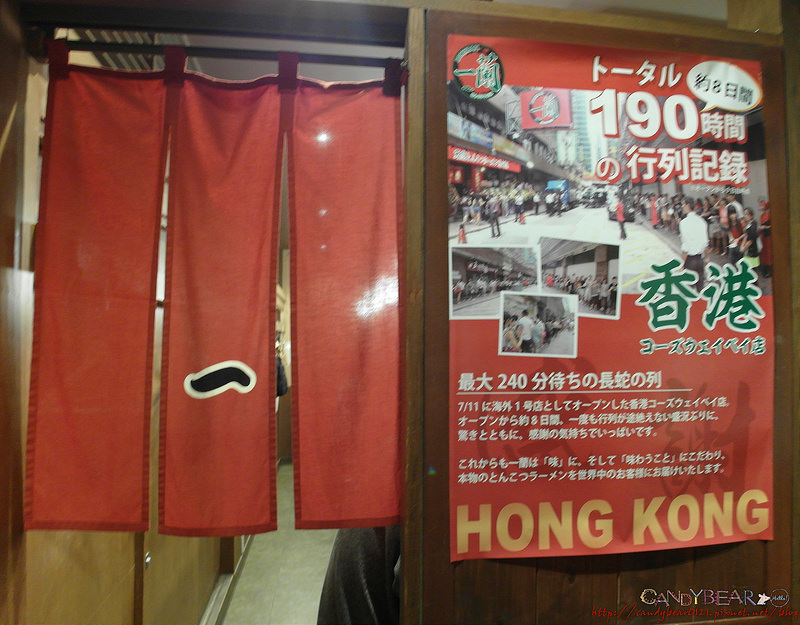 一蘭
トータル
約8日間
190時間
の行列記録
香港
コーズウェイベイ店
最大 240 分待ちの長蛇の列
7/11 に海外 1 号店としてオープンした香港コーズウェイベイ店。
オープンから約 8 日間、一度も行列が途絶えない盛況ぶりに、
驚きとともに、感謝の気持ちでいっぱいです。
これからも一蘭は「味」に、そして「味わうこと」にこだわり、
本物のとんこつラーメンを世界中のお客様にお届けいたします。
謝
HONG KONG
CANDYBEAR